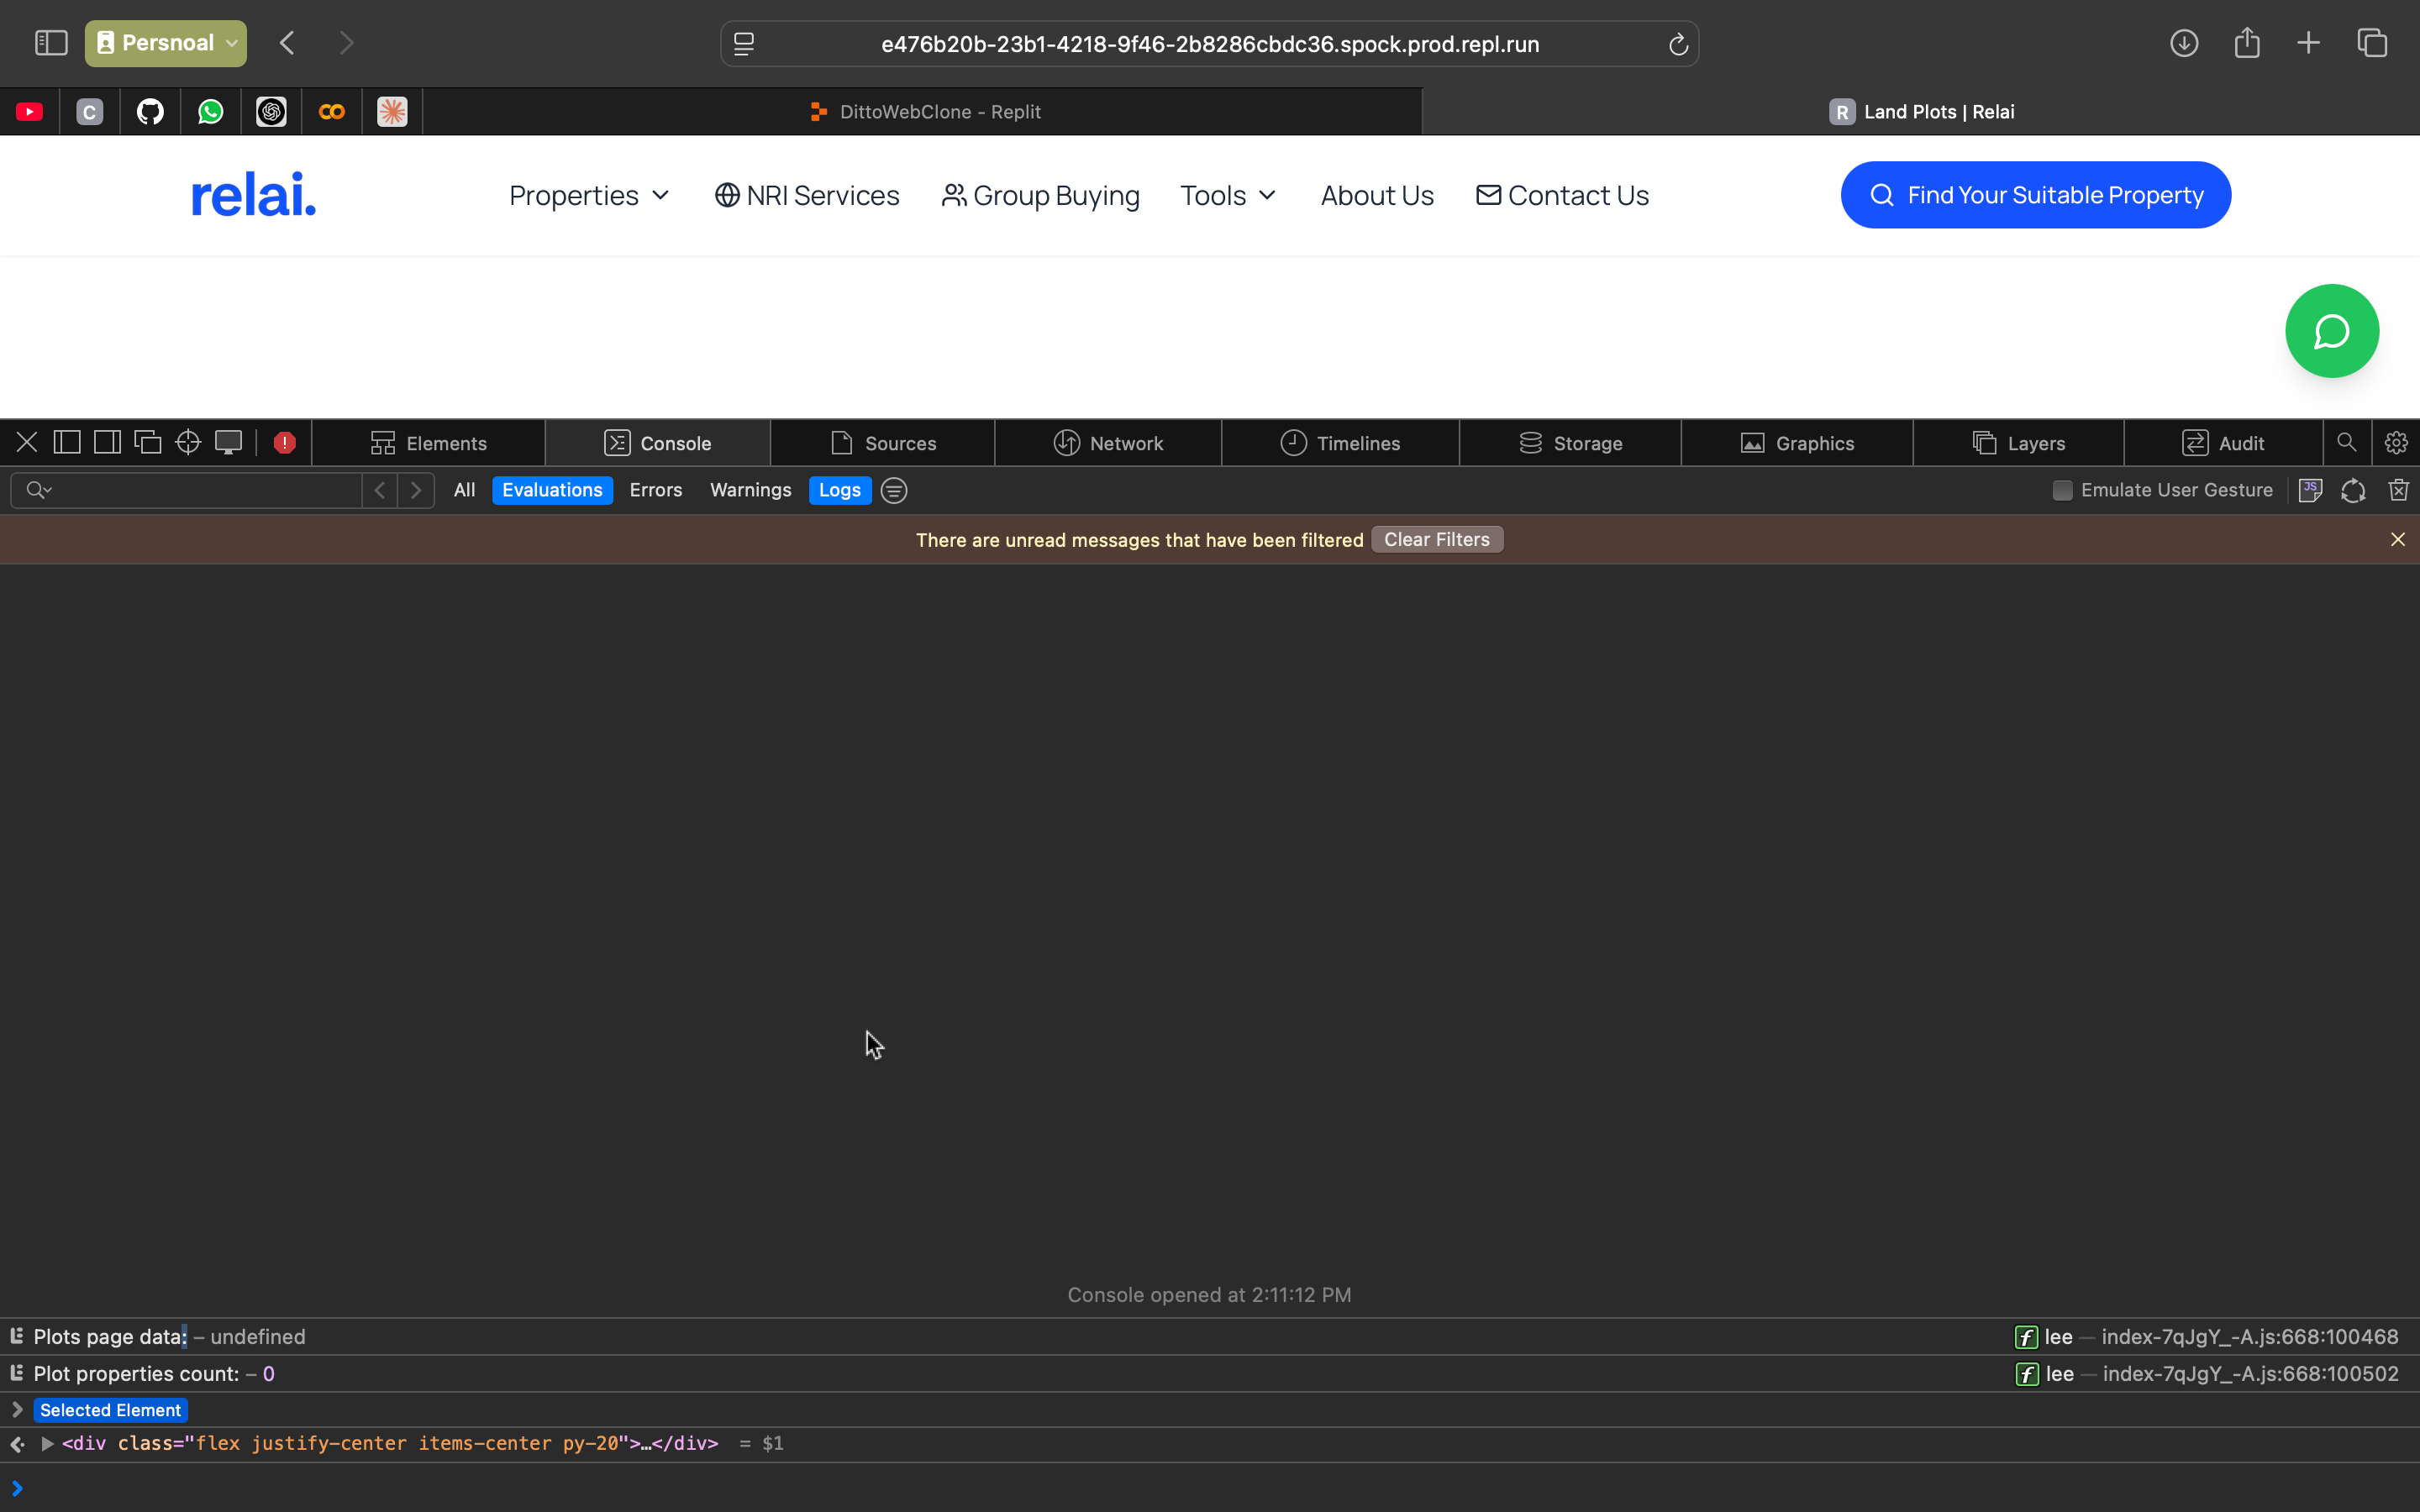 Persnoal
e476b20b-23b1-4218-9f46-2b8286cbdc36.spock.prod.repl.run
C
DittoWebClone - Replit
R Land Plots | Relai
relai.
Properties
NRI Services
Group Buying
Tools
About Us
Contact Us
Find Your Suitable Property
Elements
Console
Sources
Network
Timelines
Storage
Graphics
Layers
Audit
All
Evaluations
Errors
Warnings
Logs
Emulate User Gesture
JS
There are unread messages that have been filtered
Clear Filters
Console opened at 2:11:12 PM
Plots page data: – undefined
f lee — index-7qJgY_-A.js:668:100468
Plot properties count: – 0
f lee — index-7qJgY_-A.js:668:100502
Selected Element
<div class="flex justify-center items-center py-20">…</div> = $1